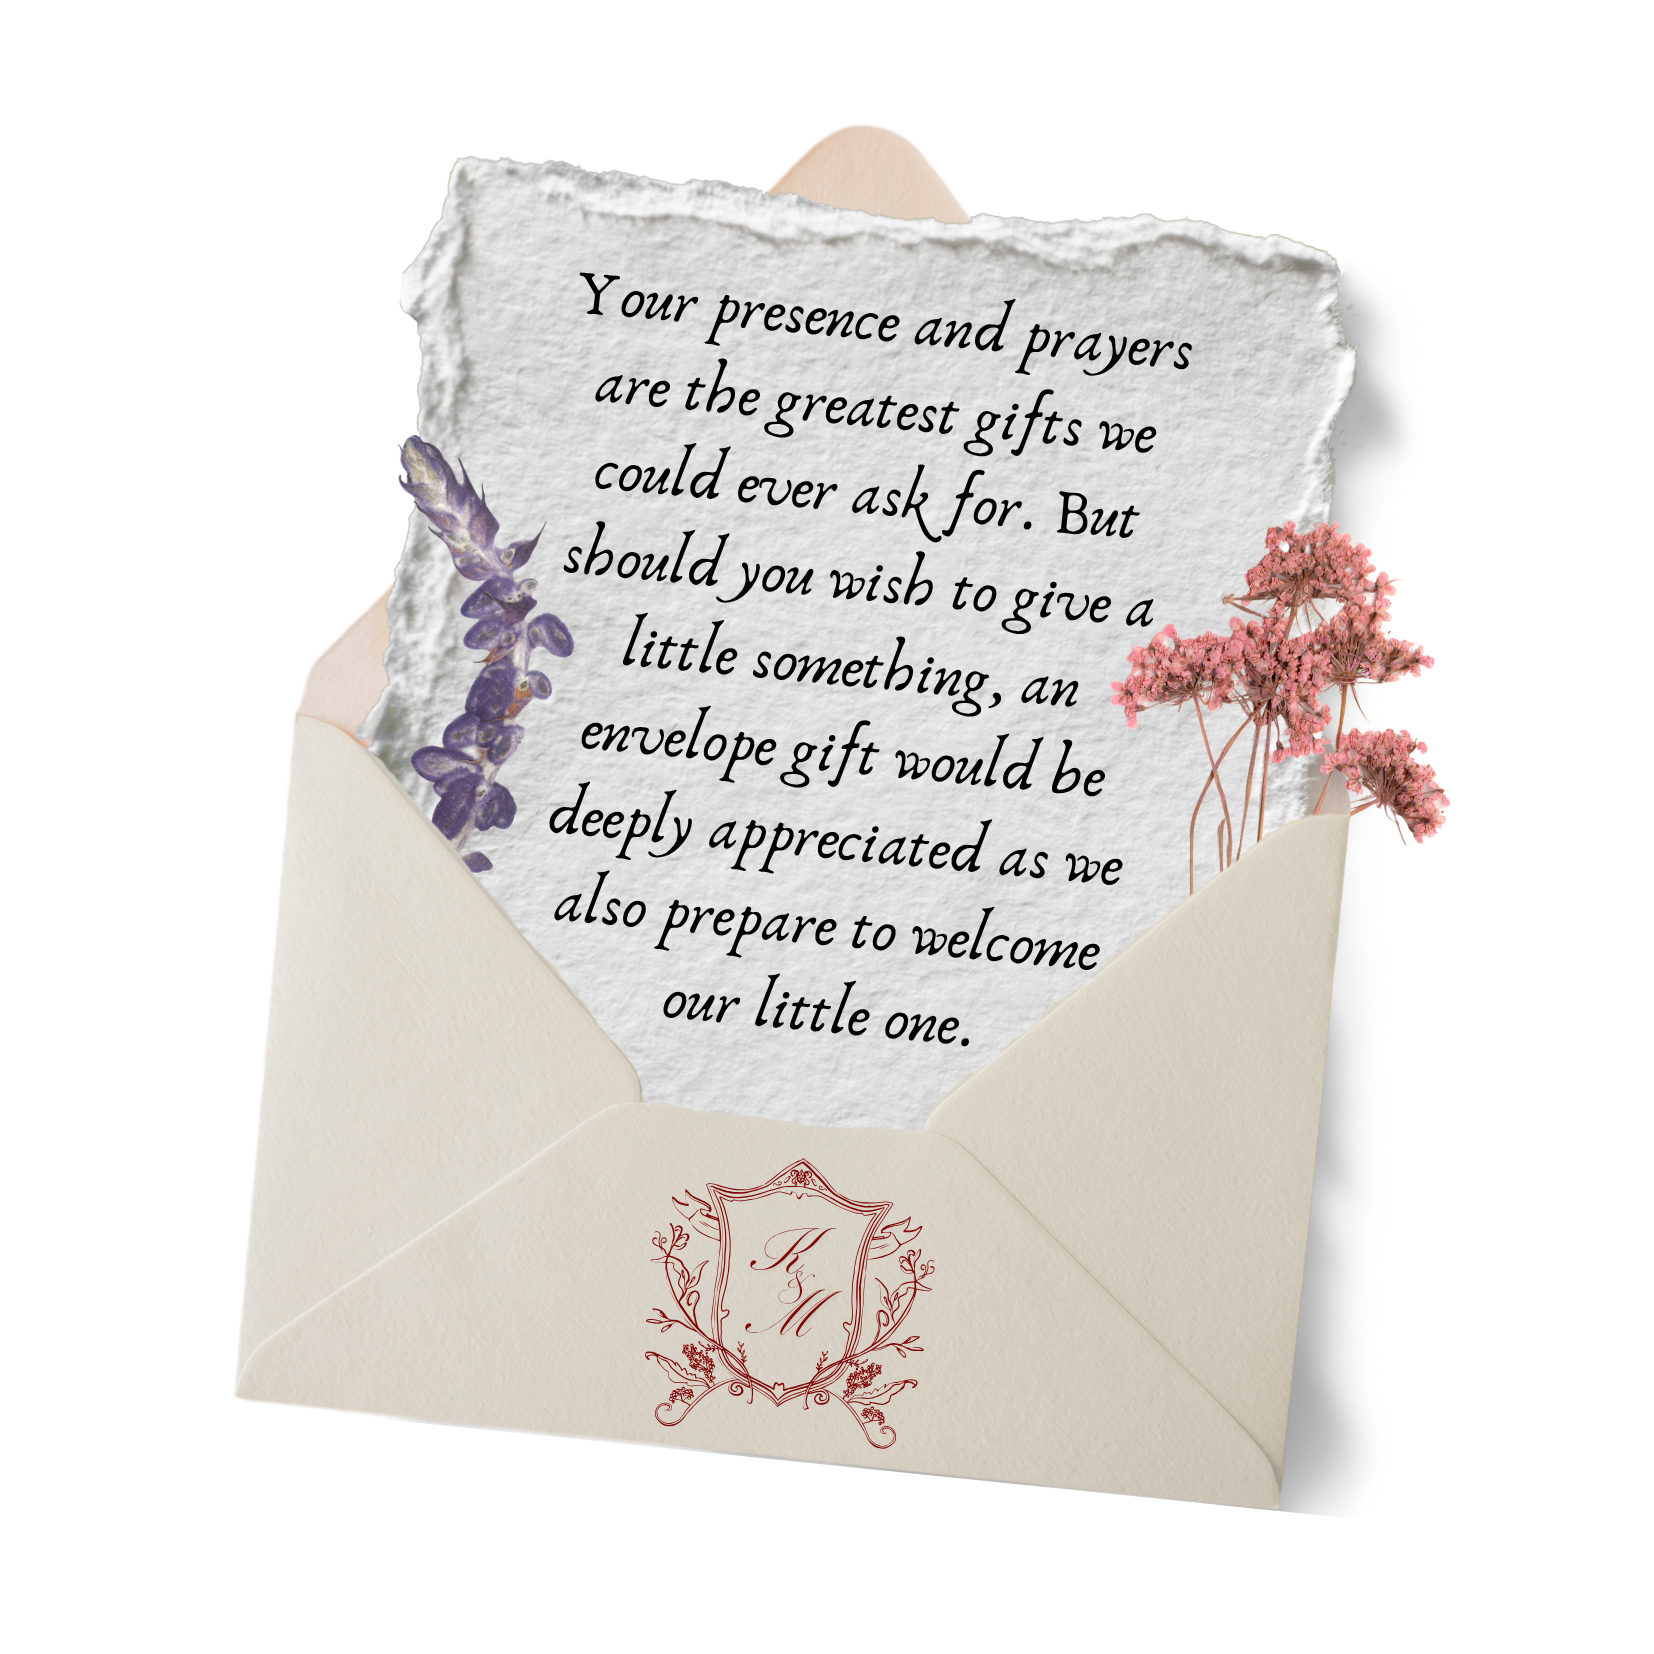 Your presence and prayers
are the greatest gifts we
could ever ask for. But
should you wish to give a
little something, an
envelope gift would be
deeply appreciated as we
also prepare to welcome
our little one.
K
&
M